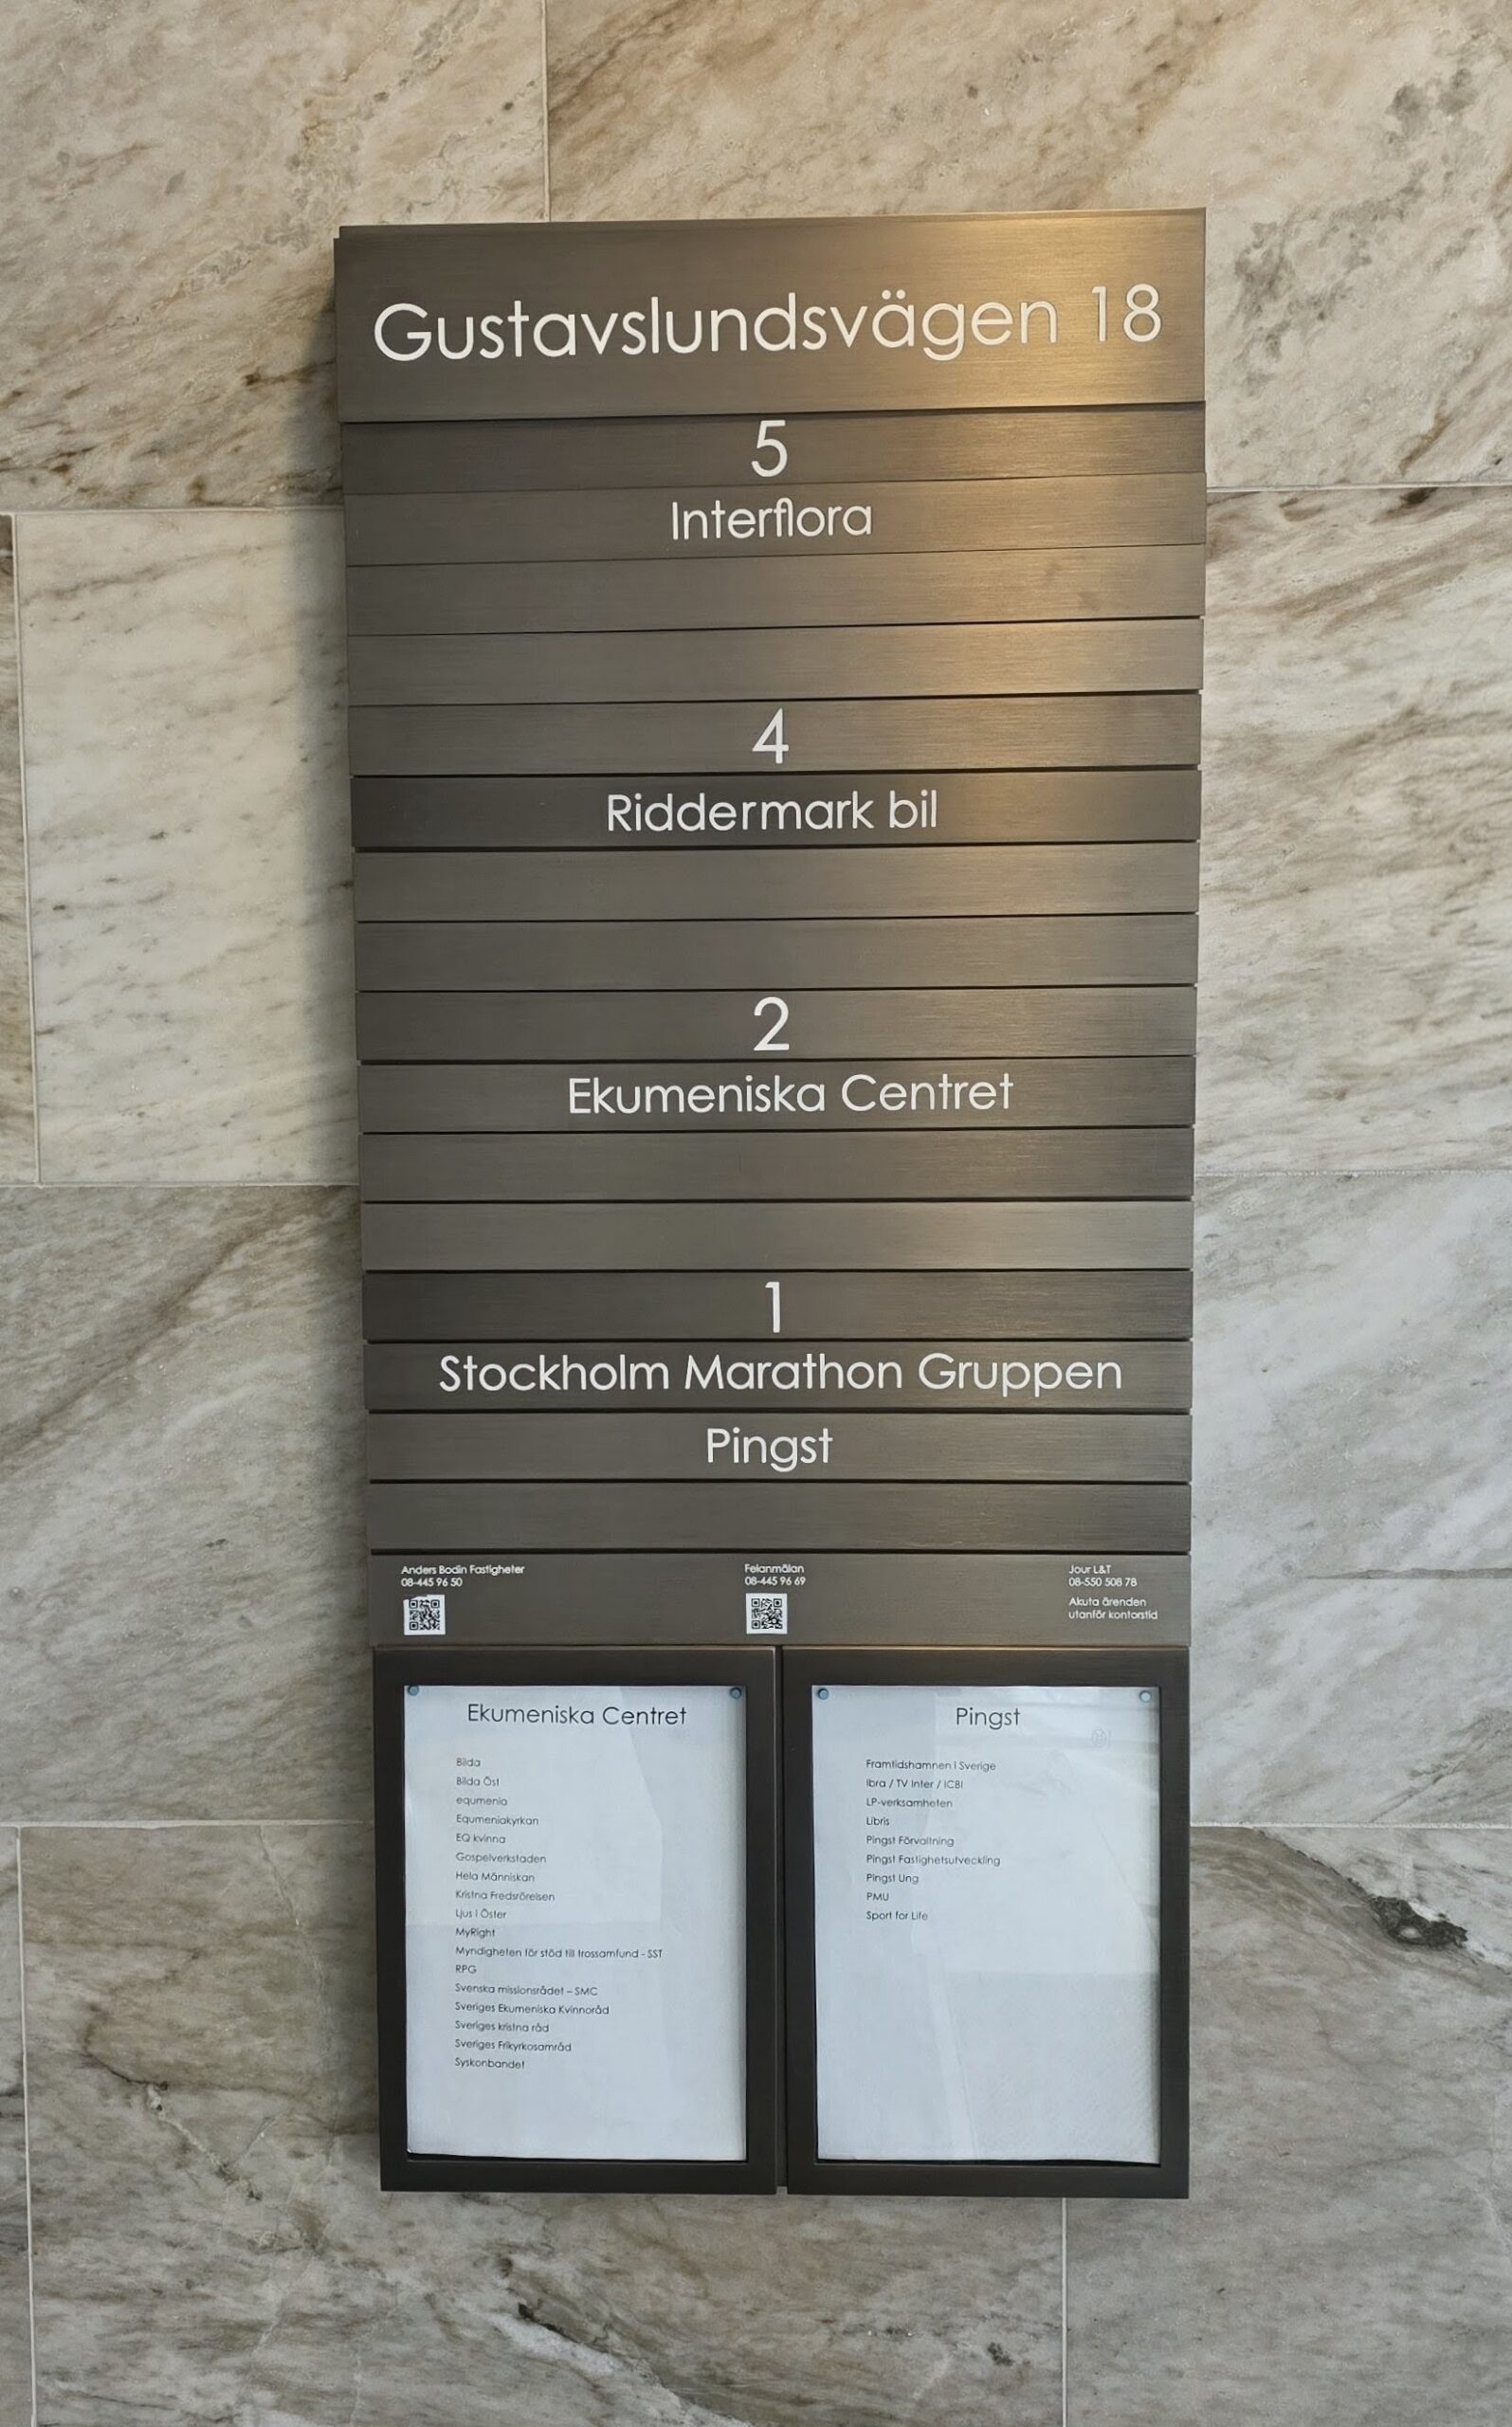 Gustavslundsvägen 18
5
Interflora
4
Riddermark bil
2
Ekumeniska Centret
1
Stockholm Marathon Gruppen
Pingst
Anders Bodin Fastigheter
08-445 96 50
Felanmälan
08-445 96 69
Jour L&T
08-550 508 78
Akuta ärenden
utanför kontorstid
Ekumeniska Centret
Bilda
Bilda Öst
equmenia
Equmeniakyrkan
EQ kvinna
Gospelverkstaden
Hela Människan
Kristna Fredsrörelsen
Ljus i Öster
MyRight
Myndigheten för stöd till trossamfund - SST
RPG
Svenska missionsrådet – SMC
Sveriges Ekumeniska Kvinnoråd
Sveriges kristna råd
Sveriges Frikyrkosamråd
Syskonbandet
Pingst
Framtidshamnen i Sverige
Ibra / TV Inter / ICBI
LP-verksamheten
Libris
Pingst Förvaltning
Pingst Fastighetsutveckling
Pingst Ung
PMU
Sport for Life